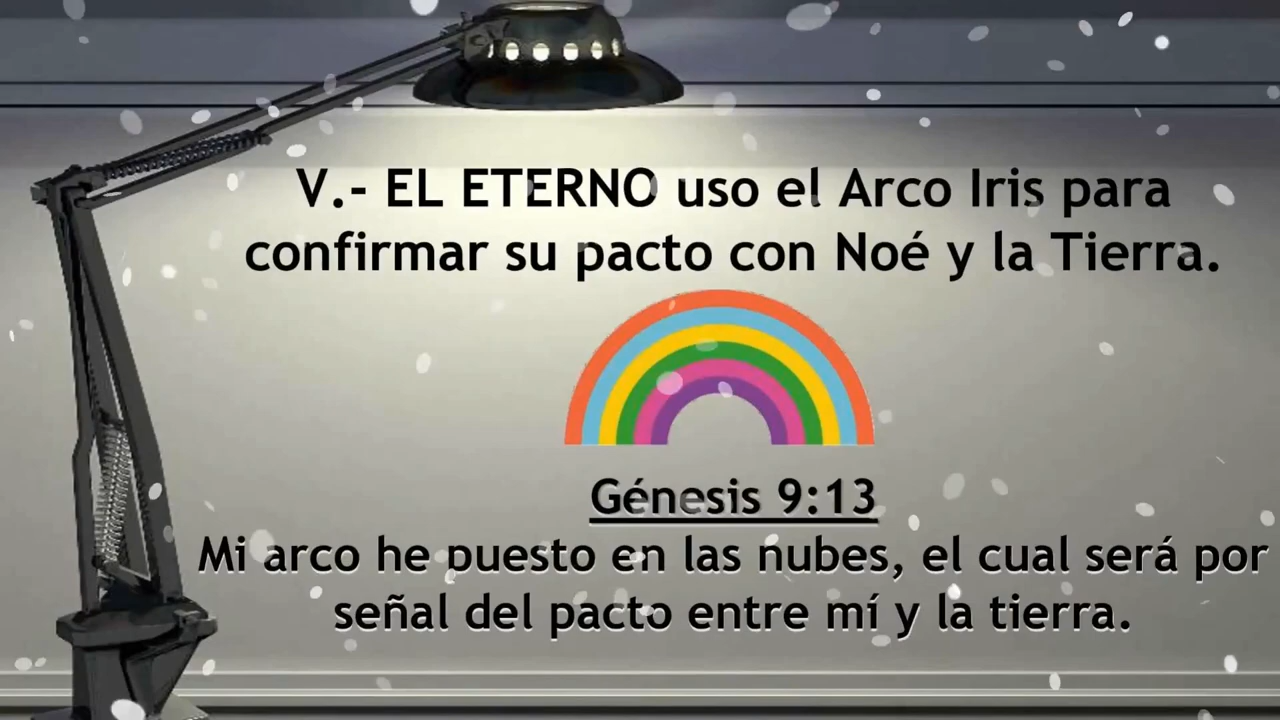 V.- EL ETERNO uso el Arco Iris para
confirmar su pacto con Noé y la Tierra.
Génesis 9:13
Mi arco he puesto en las nubes, el cual será por
señal del pacto entre mí y la tierra.